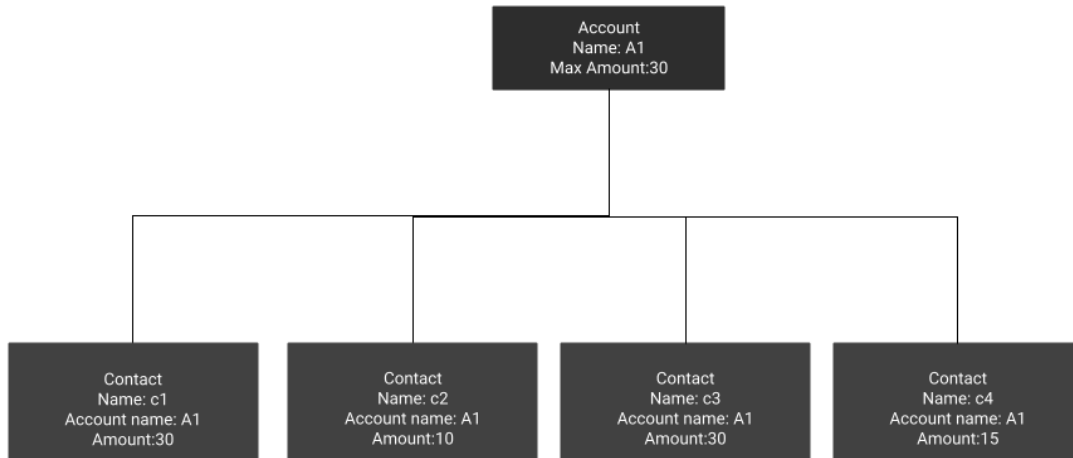 Account
Name: A1
Max Amount:30
Contact
Name: c1
Account name: A1
Amount:30
Contact
Name: c2
Account name: A1
Amount:10
Contact
Name: c3
Account name: A1
Amount:30
Contact
Name: c4
Account name: A1
Amount:15